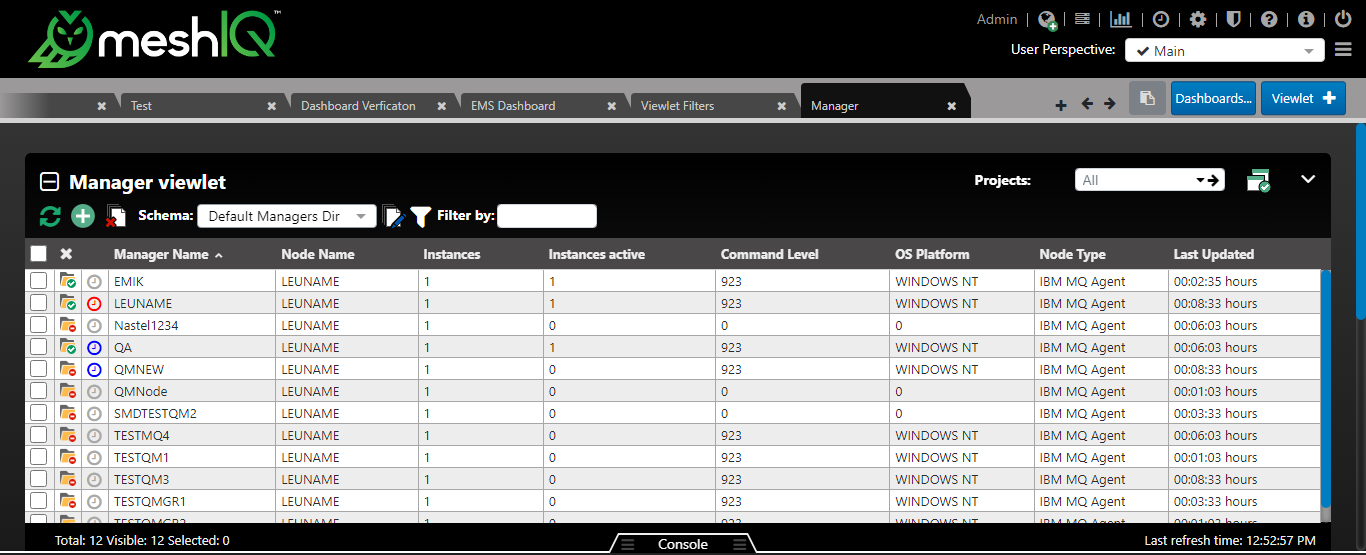 meshIQ™
Admin
User Perspective: Main
Test Dashboard Verficaton EMS Dashboard Viewlet Filters Manager Dashboards... Viewlet
Manager viewlet Projects: All
Schema: Default Managers Dir Filter by:
Manager Name Node Name Instances Instances active Command Level OS Platform Node Type Last Updated
EMIK LEUNAME 1 1 923 WINDOWS NT IBM MQ Agent 00:02:35 hours
LEUNAME LEUNAME 1 1 923 WINDOWS NT IBM MQ Agent 00:08:33 hours
Nastel1234 LEUNAME 1 0 0 0 IBM MQ Agent 00:06:03 hours
QA LEUNAME 1 1 923 WINDOWS NT IBM MQ Agent 00:06:03 hours
QMNEW LEUNAME 1 0 923 WINDOWS NT IBM MQ Agent 00:08:33 hours
QMNode LEUNAME 1 0 0 0 IBM MQ Agent 00:01:03 hours
SMDTESTQM2 LEUNAME 1 0 0 0 IBM MQ Agent 00:03:33 hours
TESTMQ4 LEUNAME 1 0 923 WINDOWS NT IBM MQ Agent 00:06:03 hours
TESTQM1 LEUNAME 1 0 923 WINDOWS NT IBM MQ Agent 00:01:03 hours
TESTQM3 LEUNAME 1 0 923 WINDOWS NT IBM MQ Agent 00:08:33 hours
TESTQMGR1 LEUNAME 1 0 923 WINDOWS NT IBM MQ Agent 00:03:33 hours
TESTQMGR2 LEUNAME 1 0 923 WINDOWS NT IBM MQ Agent 00:01:03 hours
Total: 12 Visible: 12 Selected: 0 Console Last refresh time: 12:52:57 PM